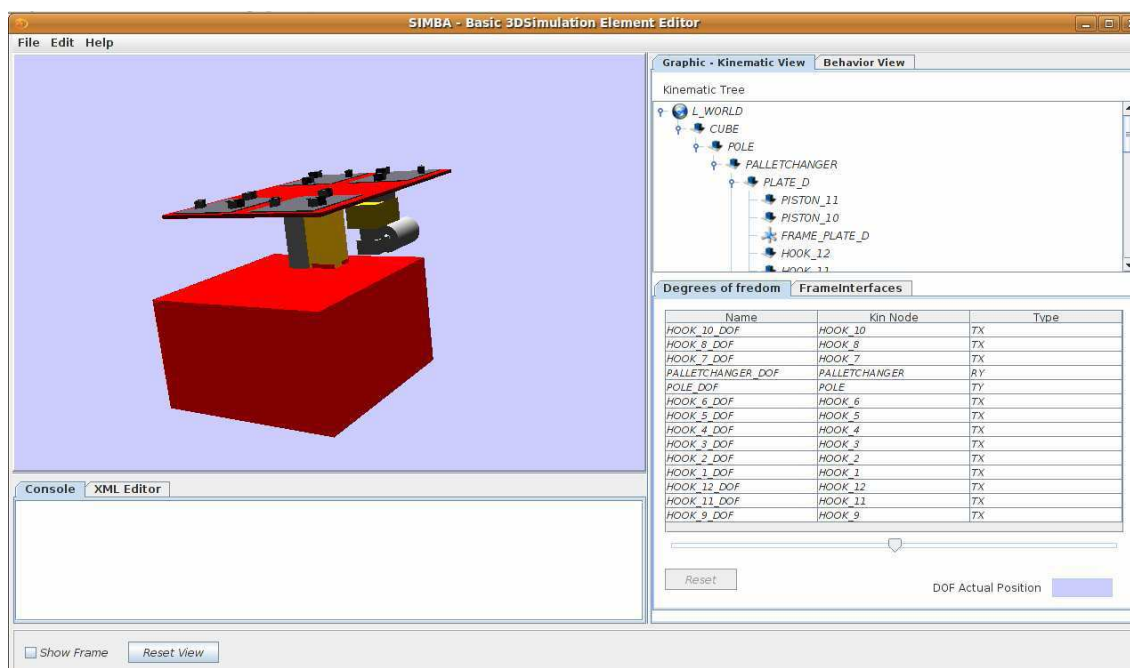 SIMBA - Basic 3DSimulation Element Editor
File Edit Help
Graphic - Kinematic View Behavior View
Kinematic Tree
L_WORLD
CUBE
POLE
PALLETCHANGER
PLATE_D
PISTON_11
PISTON_10
FRAME_PLATE_D
HOOK_12
HOOK_11
Degrees of fredom FrameInterfaces
Name Kin Node Type
HOOK_10_DOF HOOK_10 TX
HOOK_8_DOF HOOK_8 TX
HOOK_7_DOF HOOK_7 TX
PALLETCHANGER_DOF PALLETCHANGER RY
POLE_DOF POLE TY
HOOK_6_DOF HOOK_6 TX
HOOK_5_DOF HOOK_5 TX
HOOK_4_DOF HOOK_4 TX
HOOK_3_DOF HOOK_3 TX
HOOK_2_DOF HOOK_2 TX
HOOK_1_DOF HOOK_1 TX
HOOK_12_DOF HOOK_12 TX
HOOK_11_DOF HOOK_11 TX
HOOK_9_DOF HOOK_9 TX
Reset
DOF Actual Position
Console XML Editor
Show Frame Reset View